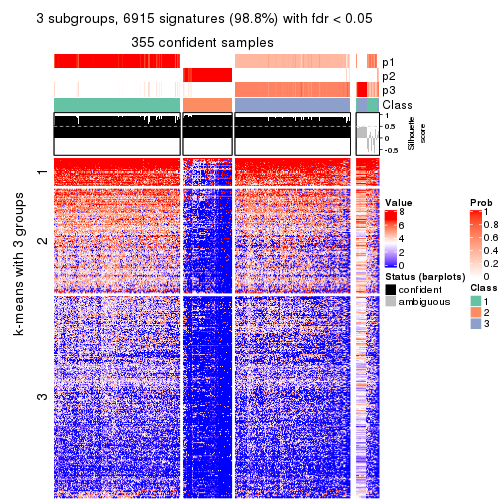 3 subgroups, 6915 signatures (98.8%) with fdr < 0.05
355 confident samples
p1
p2
p3
Class
1
0.5
0
-0.5
Silhouette
score
k-means with 3 groups
1
2
3
Value
8
6
4
2
0
Status (barplots)
confident
ambiguous
Prob
1
0.8
0.6
0.4
0.2
0
Class
1
2
3